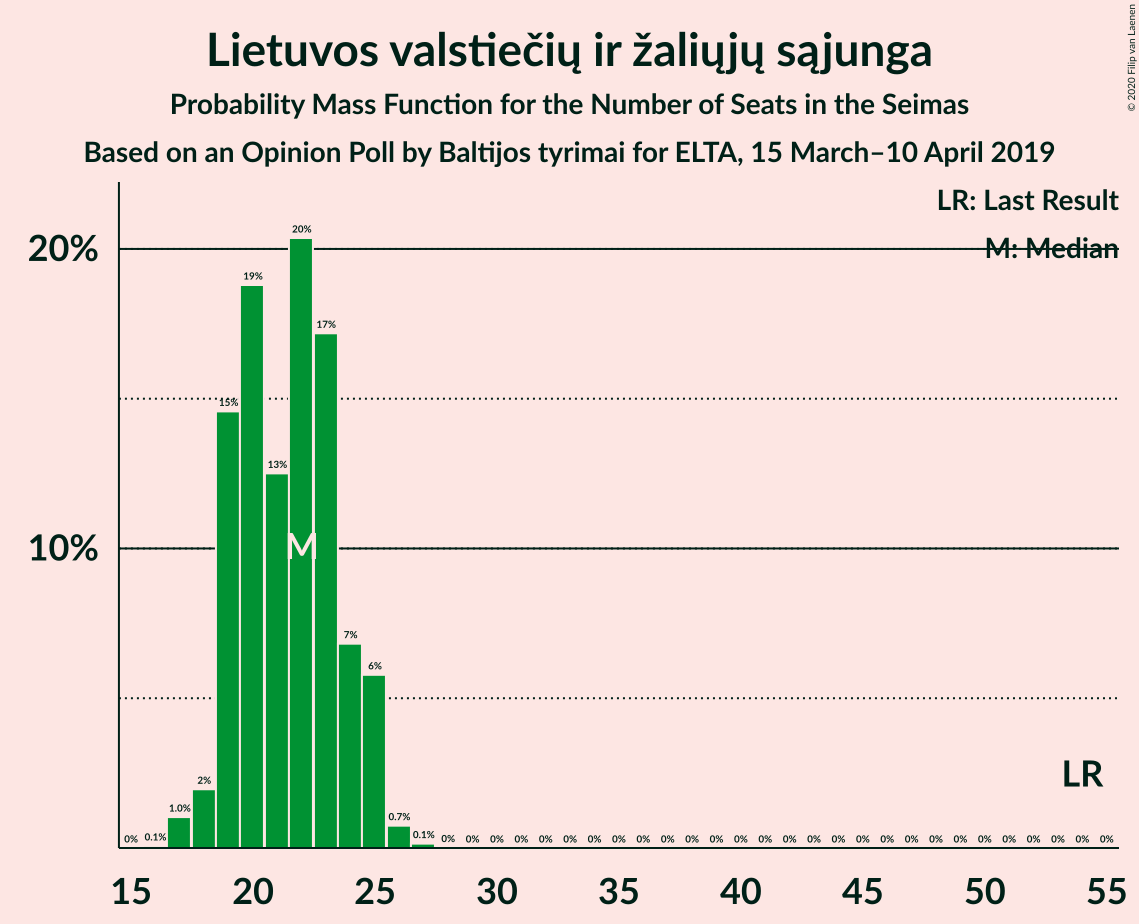 Lietuvos valstiečių ir žaliųjų sąjunga
Probability Mass Function for the Number of Seats in the Seimas
Based on an Opinion Poll by Baltijos tyrimai for ELTA, 15 March–10 April 2019
© 2020 Filip van Laenen
LR: Last Result
M: Median
20%
10%
0% 0.1% 1.0% 2% 15% 19% 13% 20% 17% 7% 6% 0.7% 0.1% 0% 0% 0% 0% 0% 0% 0% 0% 0% 0% 0% 0% 0% 0% 0% 0% 0% 0% 0% 0% 0% 0% 0% 0% 0% 0% 0% 0%
M
LR
15 20 25 30 35 40 45 50 55